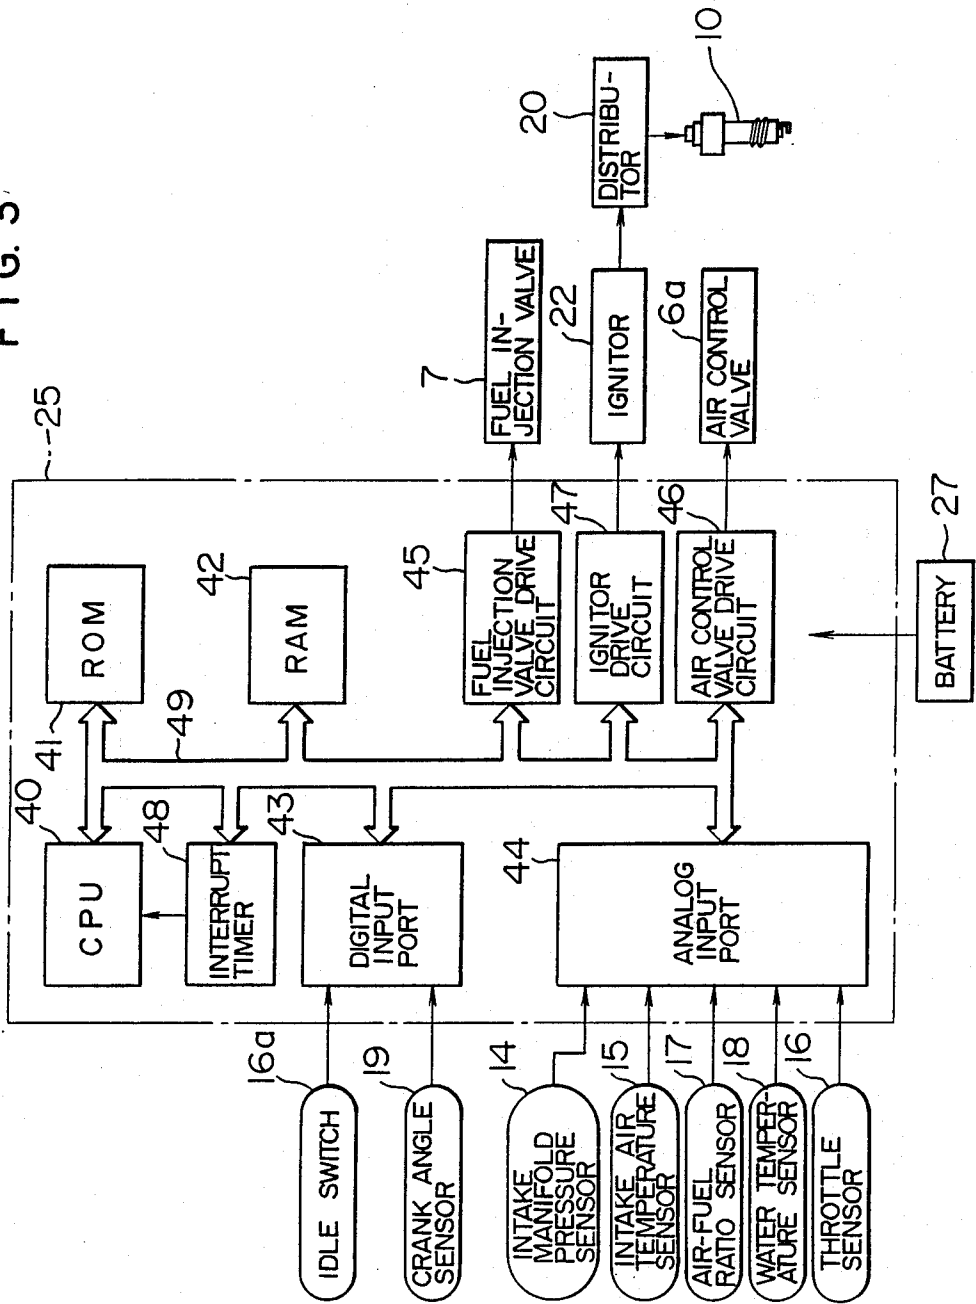 FIG.
25
40
41
CPU
ROM
48
49
42
INTERRUPT
TIMER
RAM
16a
43
IDLE SWITCH
DIGITAL
INPUT
PORT
19
CRANK ANGLE
SENSOR
45
7
FUEL
INJECTION
VALVE DRIVE
CIRCUIT
FUEL IN-
JECTION VALVE
14
44
INTAKE
MANIFOLD
PRESSURE
SENSOR
47
22
20
IGNITOR
DRIVE
CIRCUIT
IGNITOR
DISTRIBU-
TOR
15
INTAKE AIR
TEMPERATURE
SENSOR
ANALOG
INPUT
PORT
46
6a
10
17
AIR-FUEL
RATIO SENSOR
AIR CONTROL
VALVE DRIVE
CIRCUIT
AIR CONTROL
VALVE
18
WATER TEMPER-
ATURE SENSOR
16
THROTTLE
SENSOR
27
BATTERY